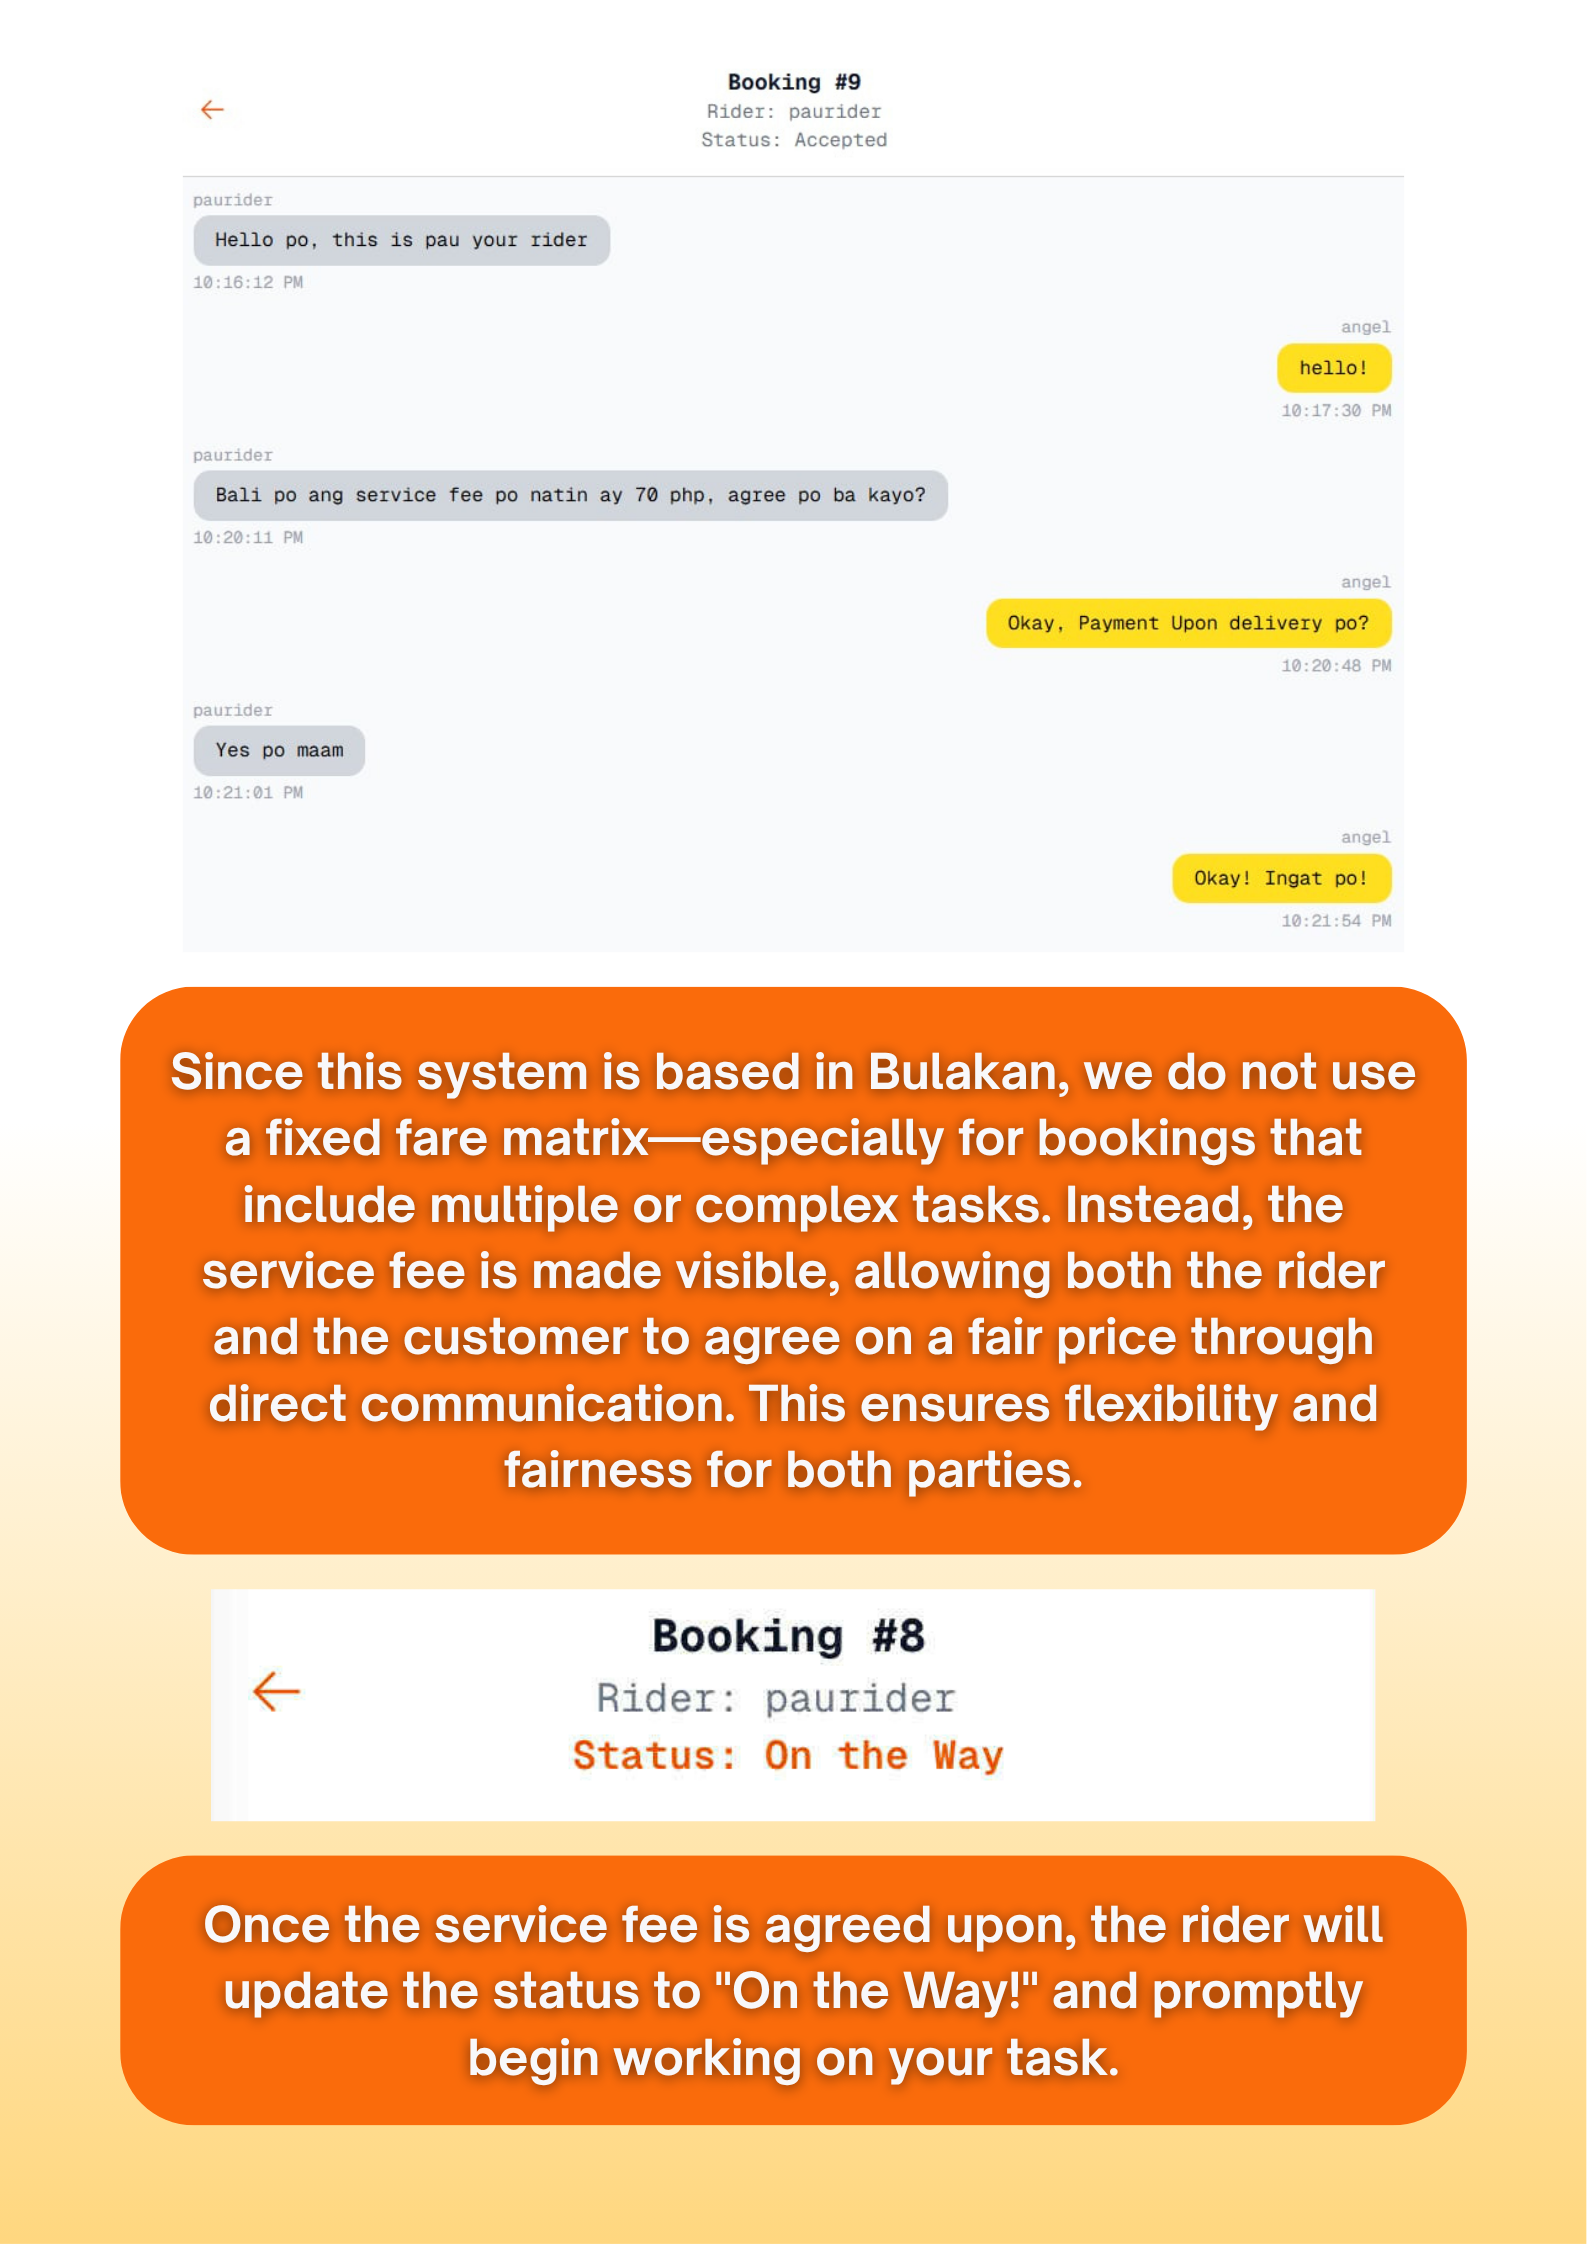 Booking #9
Rider: paurider
Status: Accepted
paurider
Hello po, this is pau your rider
10:16:12 PM
angel
hello!
10:17:30 PM
paurider
Bali po ang service fee po natin ay 70 php, agree po ba kayo?
10:20:11 PM
angel
Okay, Payment Upon delivery po?
10:20:48 PM
paurider
Yes po maam
10:21:01 PM
angel
Okay! Ingat po!
10:21:54 PM
Since this system is based in Bulakan, we do not use
a fixed fare matrix—especially for bookings that
include multiple or complex tasks. Instead, the
service fee is made visible, allowing both the rider
and the customer to agree on a fair price through
direct communication. This ensures flexibility and
fairness for both parties.
Booking #8
Rider: paurider
Status: On the Way
Once the service fee is agreed upon, the rider will
update the status to "On the Way!" and promptly
begin working on your task.